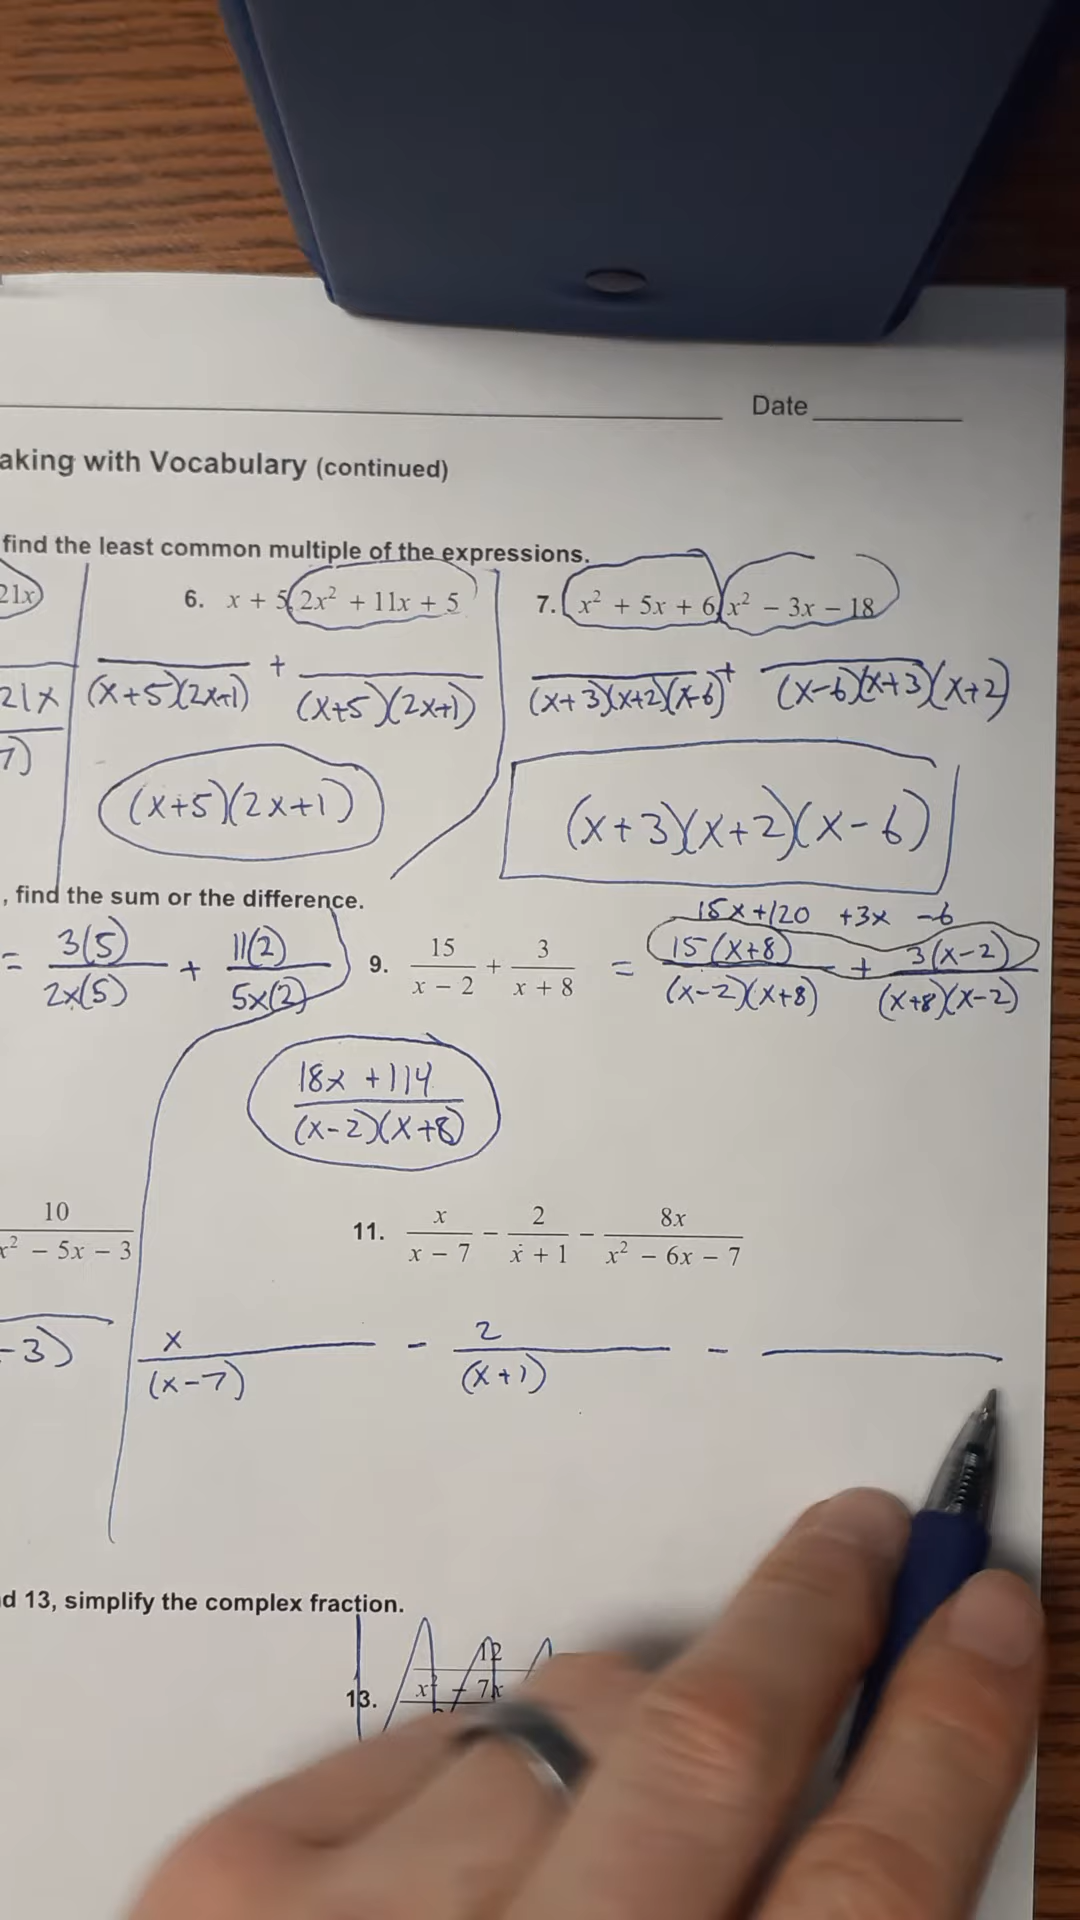 Date
aking with Vocabulary (continued)
find the least common multiple of the expressions.
21x)
6. x + 5, 2x² + 11x + 5
7. x² + 5x + 6, x² − 3x − 18
21x
7)
+
(x+5)(2x+1) (x+5)(2x+1)
+
(x+3)(x+2)(x-6) (x-6)(x+3)(x+2)
(x+5)(2x+1)
(x+3)(x+2)(x-6)
, find the sum or the difference.
= 3(5)/2x(5) + 11(2)/5x(2)
9. 15/(x − 2) + 3/(x + 8)
15x+120 +3x -6
= 15(x+8)/(x-2)(x+8) + 3(x-2)/(x+8)(x-2)
18x + 114
(x-2)(x+8)
10
x² − 5x − 3
11. x/(x − 7) − 2/(x + 1) − 8x/(x² − 6x − 7)
-3)
x/(x-7) - 2/(x+1) -
d 13, simplify the complex fraction.
13.
12
x² − 7x